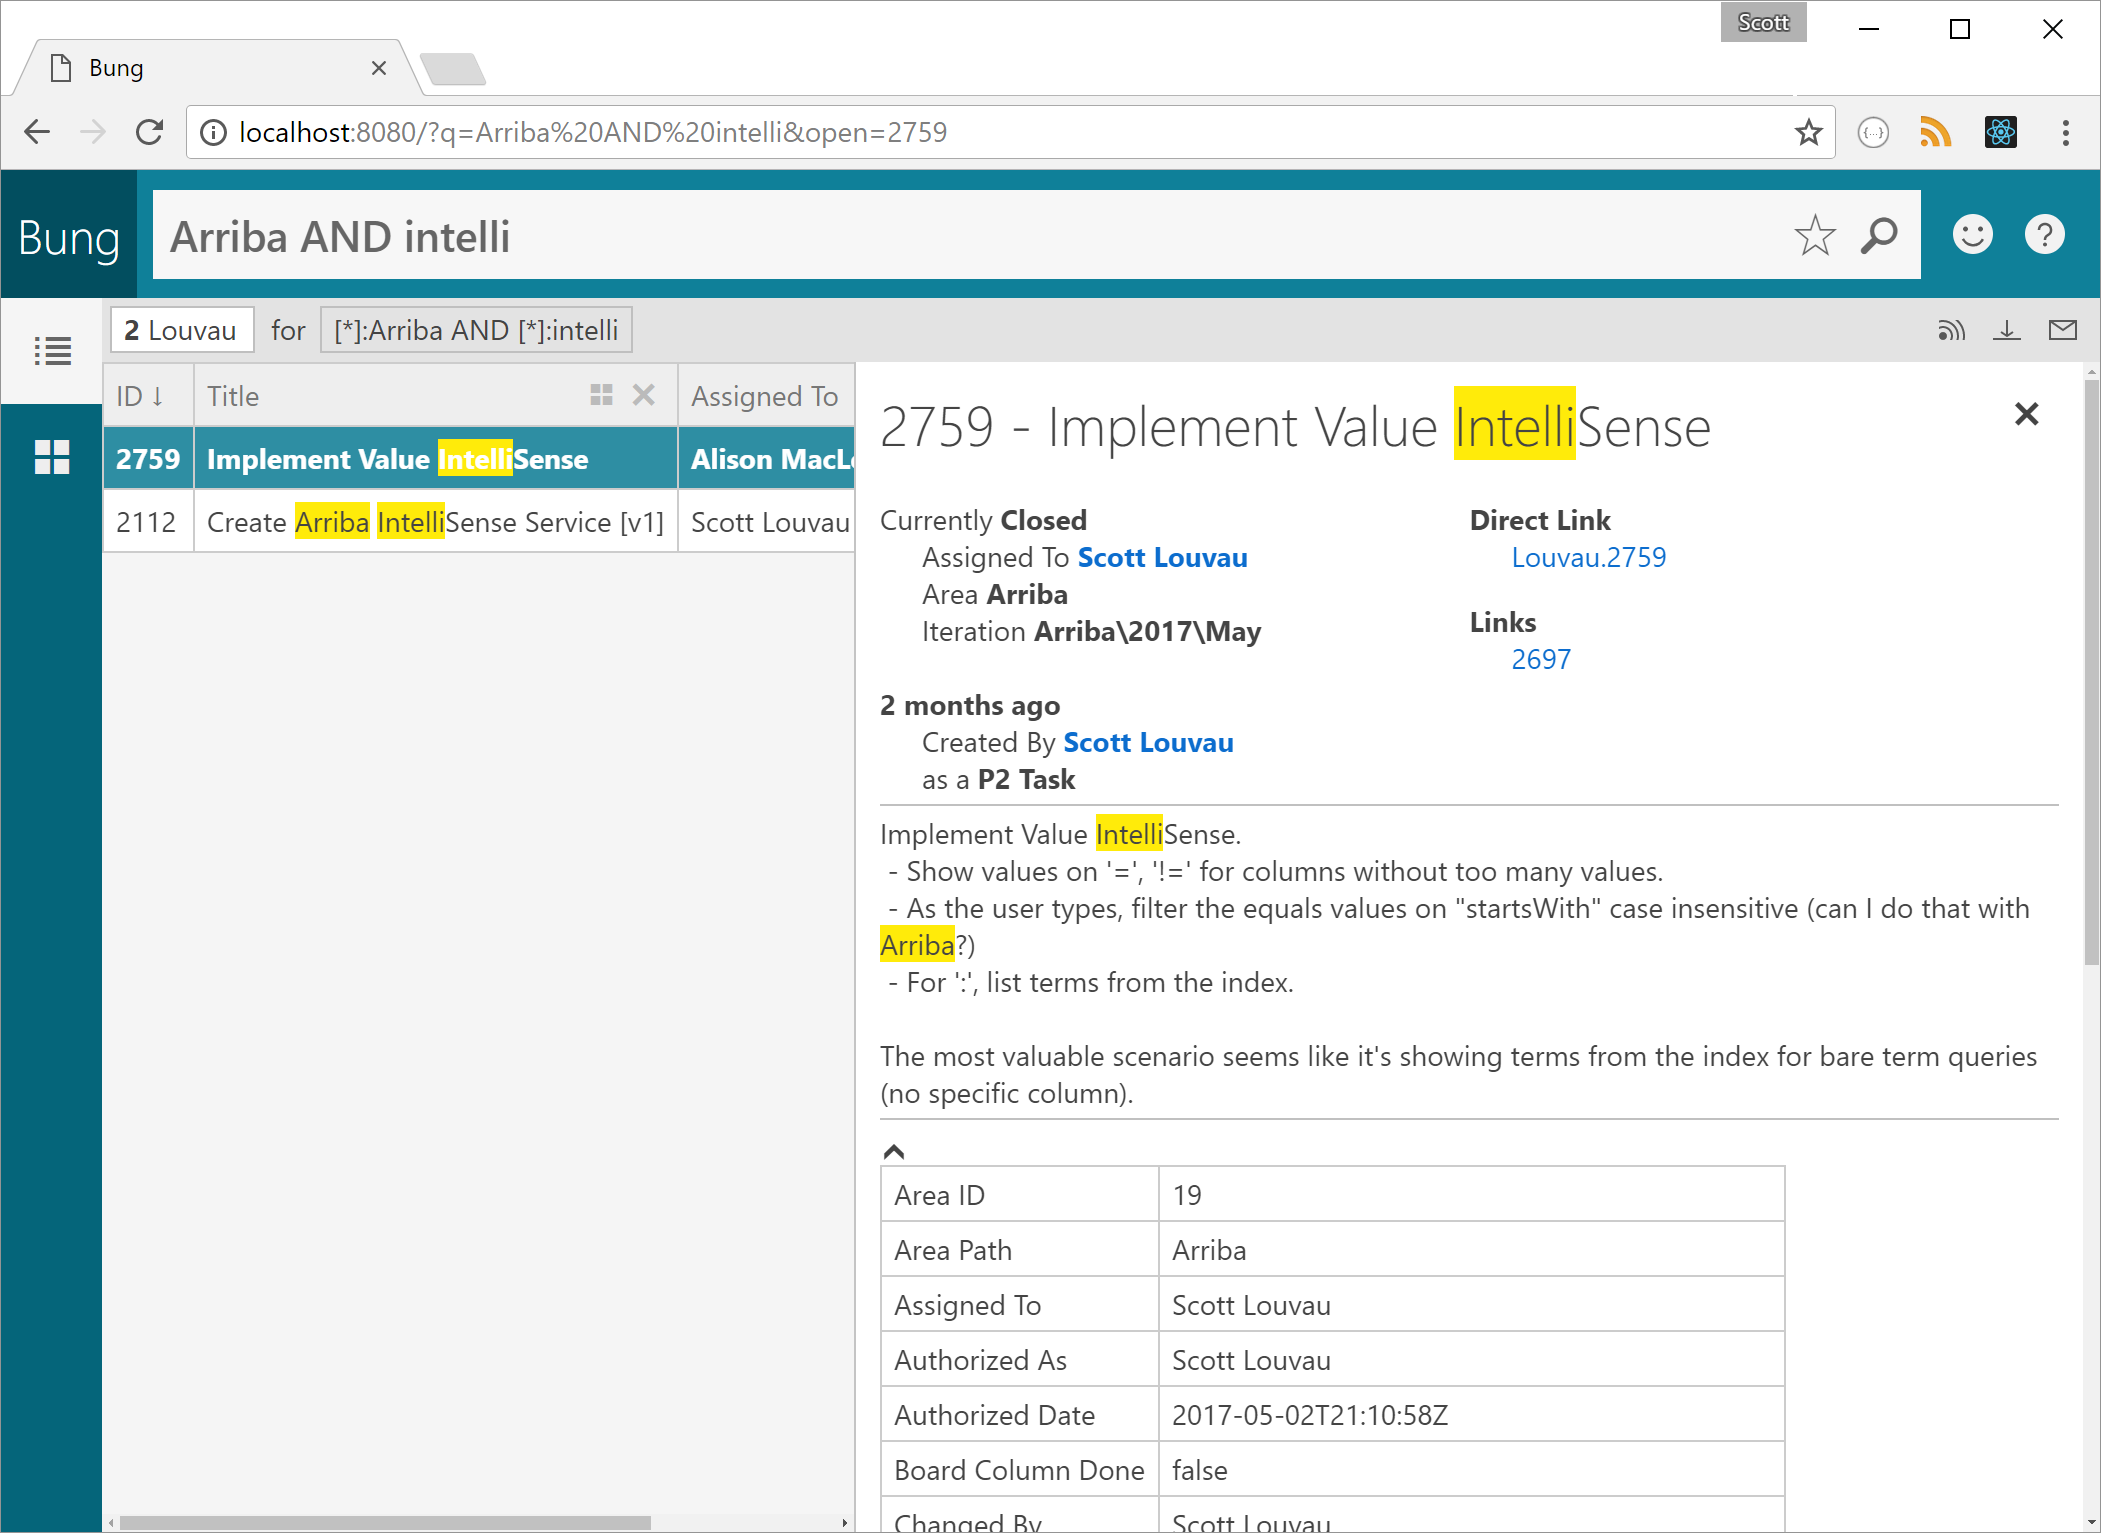 Scott
Bung
localhost:8080/?q=Arriba%20AND%20intelli&open=2759
Bung
Arriba AND intelli
2 Louvau for [*]:Arriba AND [*]:intelli
ID ↓ Title Assigned To
2759 Implement Value IntelliSense Alison
2112 Create Arriba IntelliSense Service [v1] Scott Louvau
2759 - Implement Value IntelliSense
Currently Closed
Assigned To Scott Louvau
Area Arriba
Iteration Arriba\2017\May
Direct Link
Louvau.2759
Links
2697
2 months ago
Created By Scott Louvau
as a P2 Task
Implement Value IntelliSense.
- Show values on '=', '!=' for columns without too many values.
- As the user types, filter the equals values on "startsWith" case insensitive (can I do that with
Arriba?)
- For ':', list terms from the index.
The most valuable scenario seems like it's showing terms from the index for bare term queries
(no specific column).
Area ID 19
Area Path Arriba
Assigned To Scott Louvau
Authorized As Scott Louvau
Authorized Date 2017-05-02T21:10:58Z
Board Column Done false
Changed By Scott Louvau